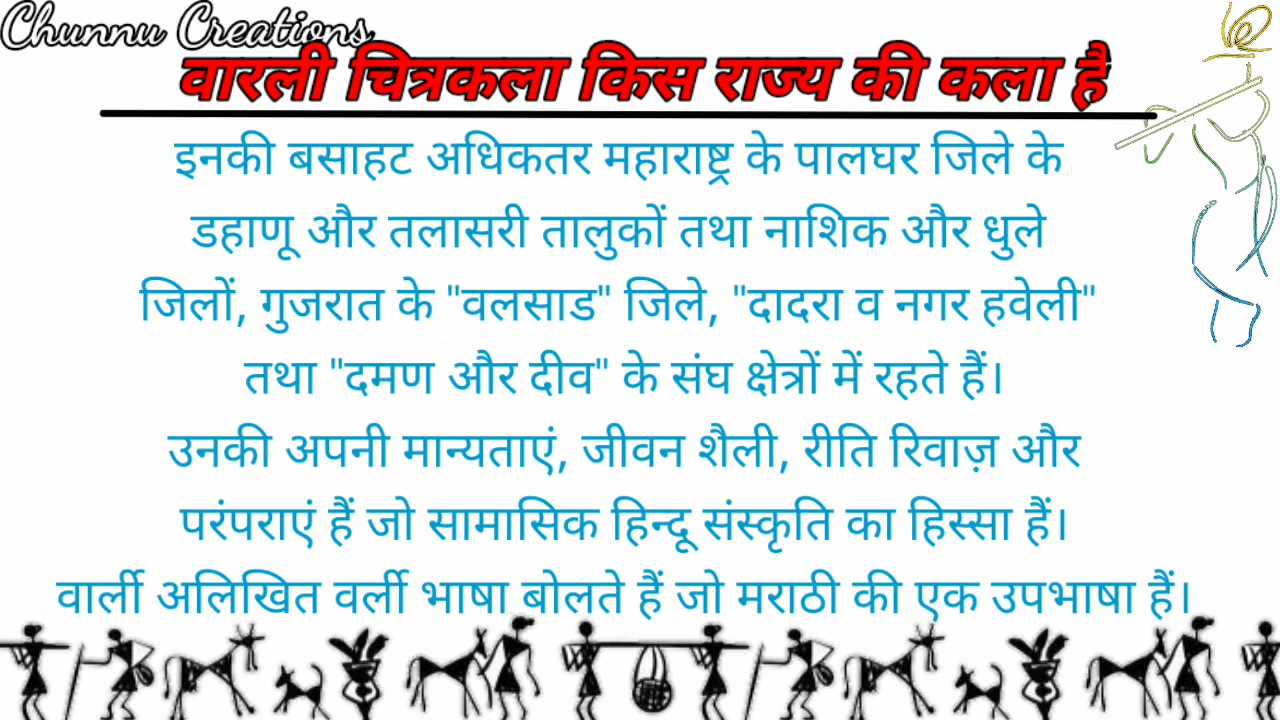 Chunnu Creations
वारली चित्रकला किस राज्य की कला है
इनकी बसाहट अधिकतर महाराष्ट्र के पालघर जिले के
डहाणू और तलासरी तालुकों तथा नाशिक और धुले
जिलों, गुजरात के "वलसाड" जिले, "दादरा व नगर हवेली"
तथा "दमण और दीव" के संघ क्षेत्रों में रहते हैं।
उनकी अपनी मान्यताएं, जीवन शैली, रीति रिवाज़ और
परंपराएं हैं जो सामासिक हिन्दू संस्कृति का हिस्सा हैं।
वार्ली अलिखित वर्ली भाषा बोलते हैं जो मराठी की एक उपभाषा हैं।